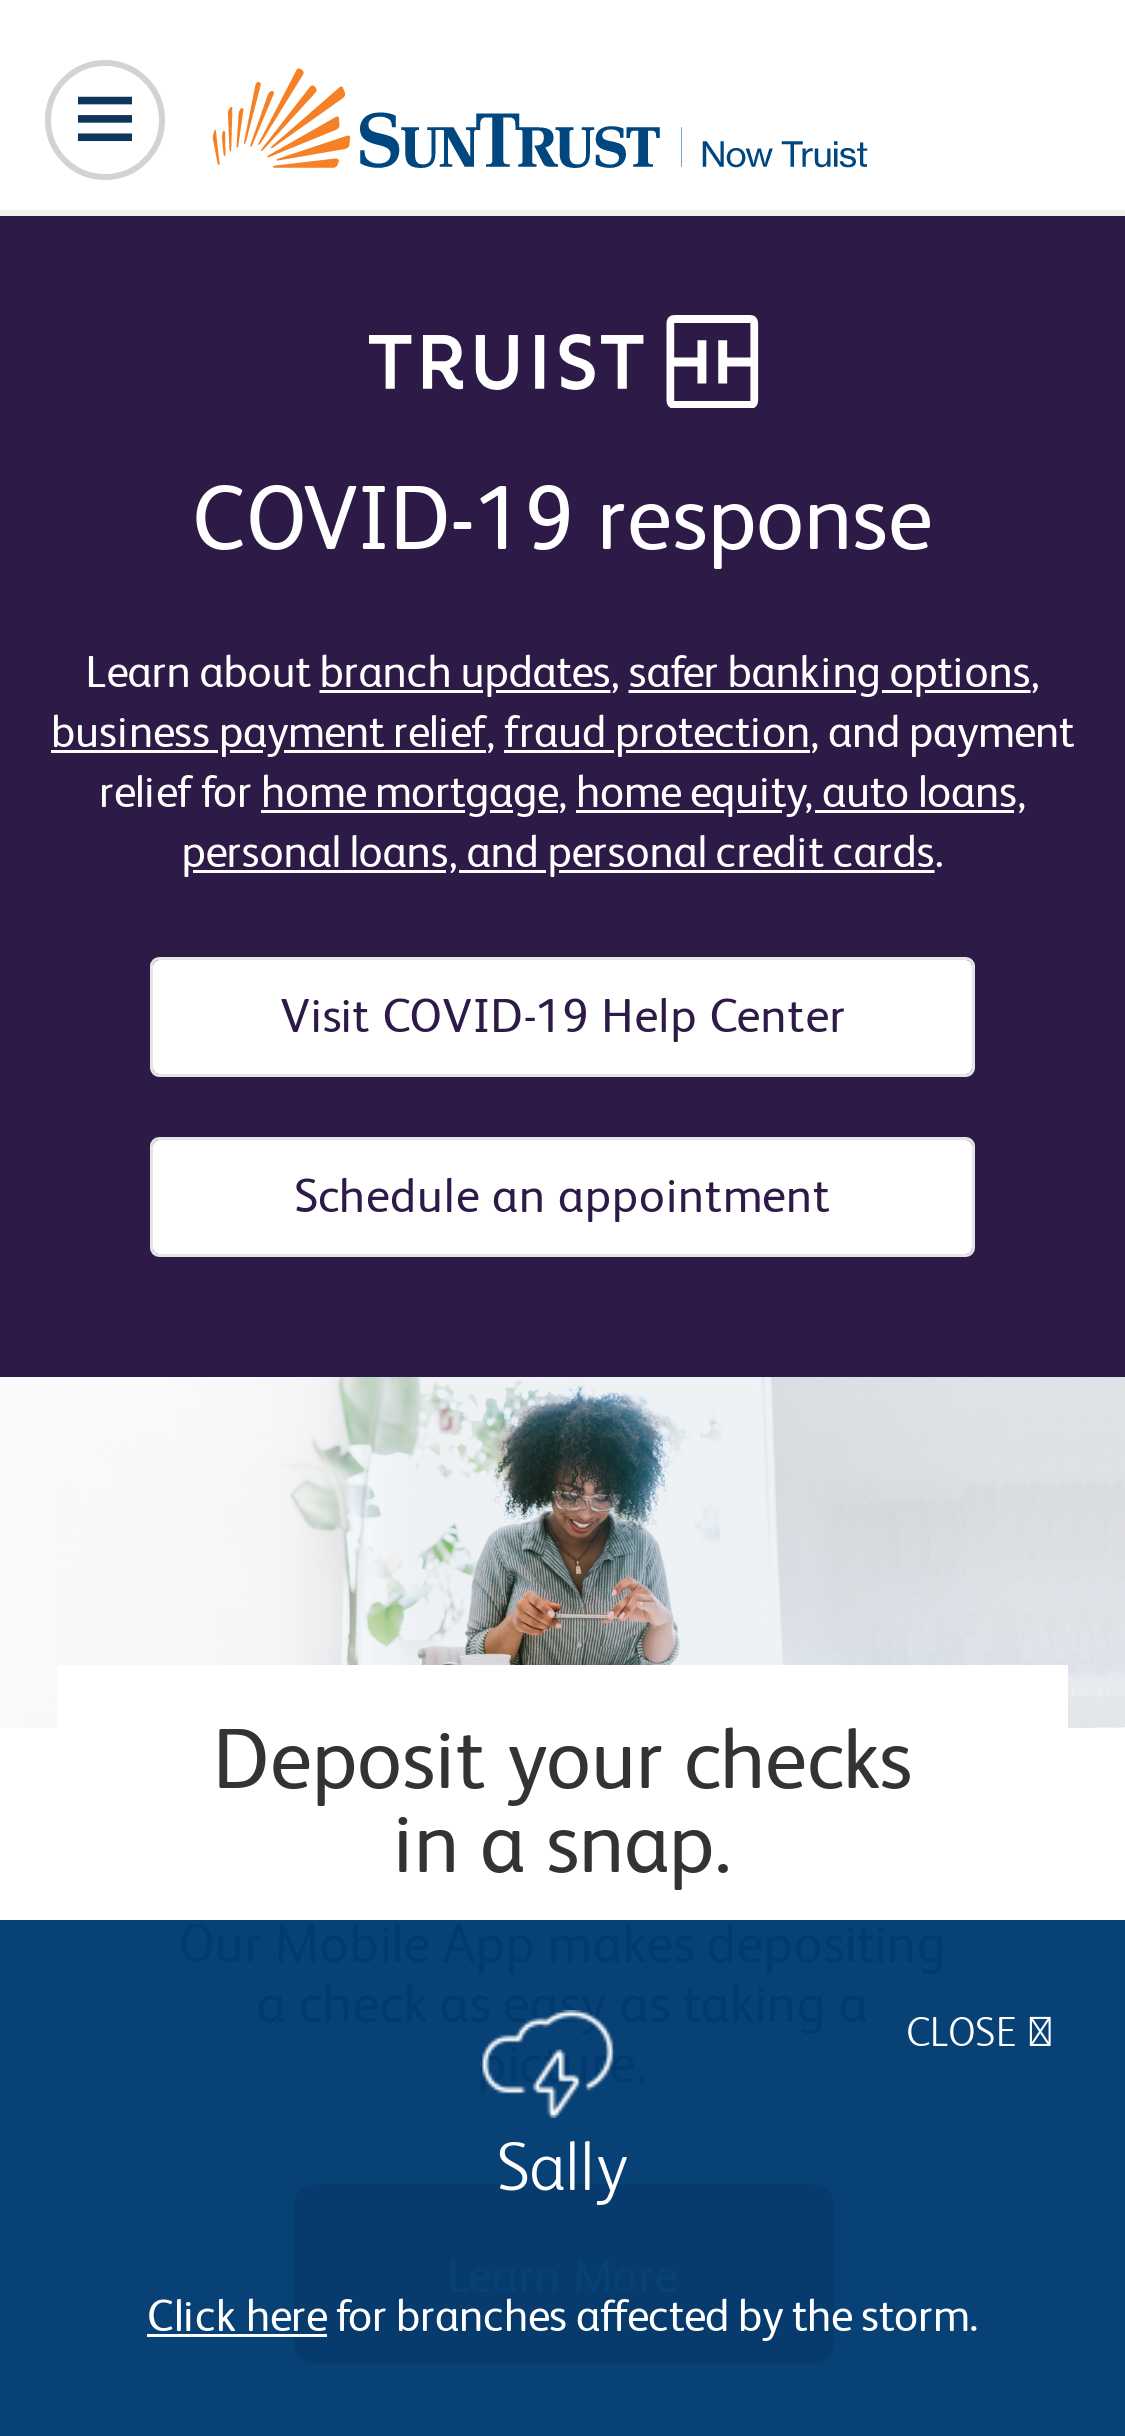 SUNTRUST | Now Truist
TRUIST
COVID-19 response
Learn about branch updates, safer banking options,
business payment relief, fraud protection, and payment
relief for home mortgage, home equity, auto loans,
personal loans, and personal credit cards.
Visit COVID-19 Help Center
Schedule an appointment
Deposit your checks
in a snap.
Our Mobile App makes depositing
a check as easy as taking a
picture.
CLOSE
Sally
Learn More
Click here for branches affected by the storm.